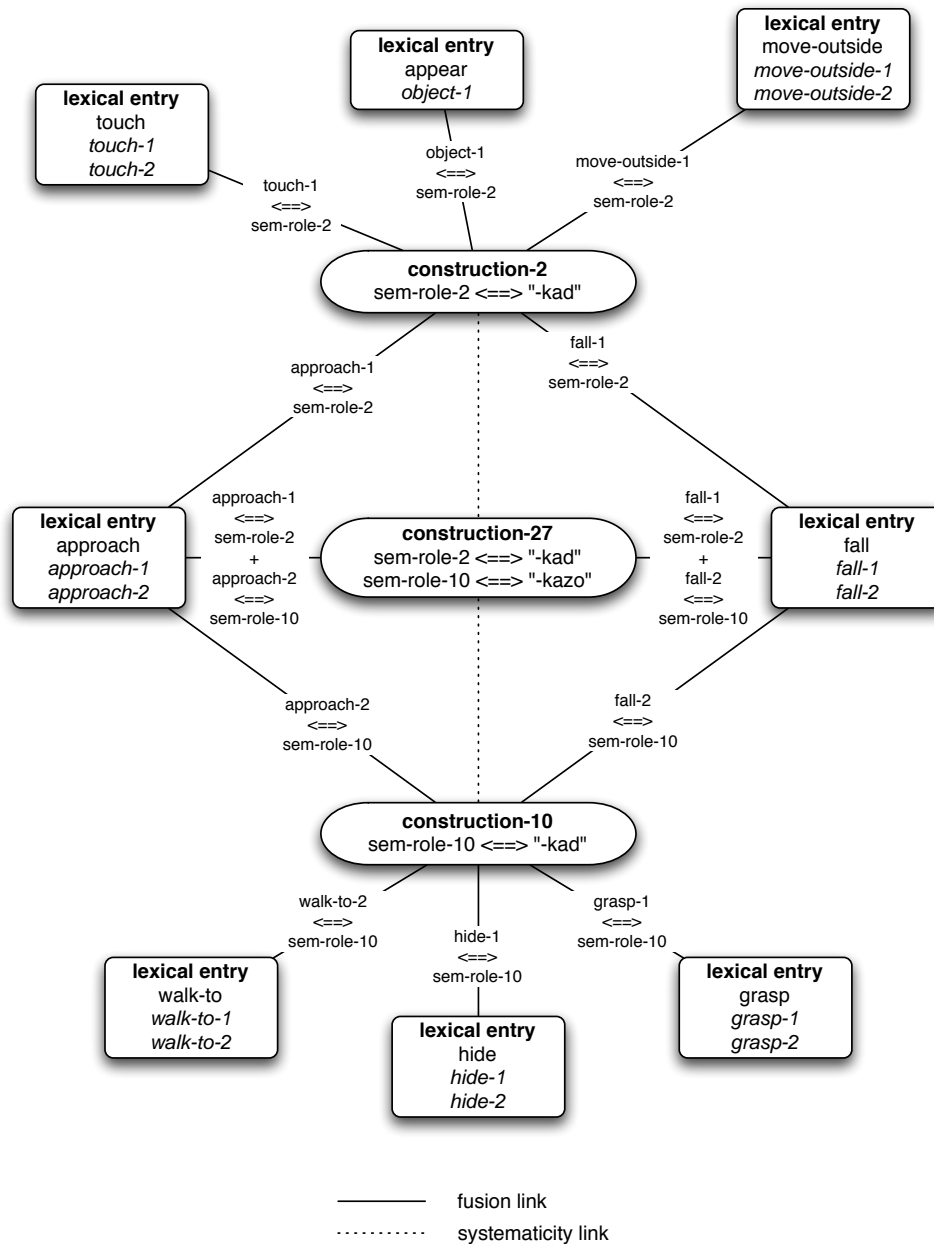 lexical entry
touch
touch-1
touch-2
lexical entry
appear
object-1
lexical entry
move-outside
move-outside-1
move-outside-2
touch-1
<==>
sem-role-2
object-1
<==>
sem-role-2
move-outside-1
<==>
sem-role-2
construction-2
sem-role-2 <==> "-kad"
approach-1
<==>
sem-role-2
fall-1
<==>
sem-role-2
lexical entry
approach
approach-1
approach-2
approach-1
<==>
sem-role-2
+
approach-2
<==>
sem-role-10
construction-27
sem-role-2 <==> "-kad"
sem-role-10 <==> "-kazo"
fall-1
<==>
sem-role-2
+
fall-2
<==>
sem-role-10
lexical entry
fall
fall-1
fall-2
approach-2
<==>
sem-role-10
fall-2
<==>
sem-role-10
construction-10
sem-role-10 <==> "-kad"
walk-to-2
<==>
sem-role-10
hide-1
<==>
sem-role-10
grasp-1
<==>
sem-role-10
lexical entry
walk-to
walk-to-1
walk-to-2
lexical entry
hide
hide-1
hide-2
lexical entry
grasp
grasp-1
grasp-2
fusion link
systematicity link